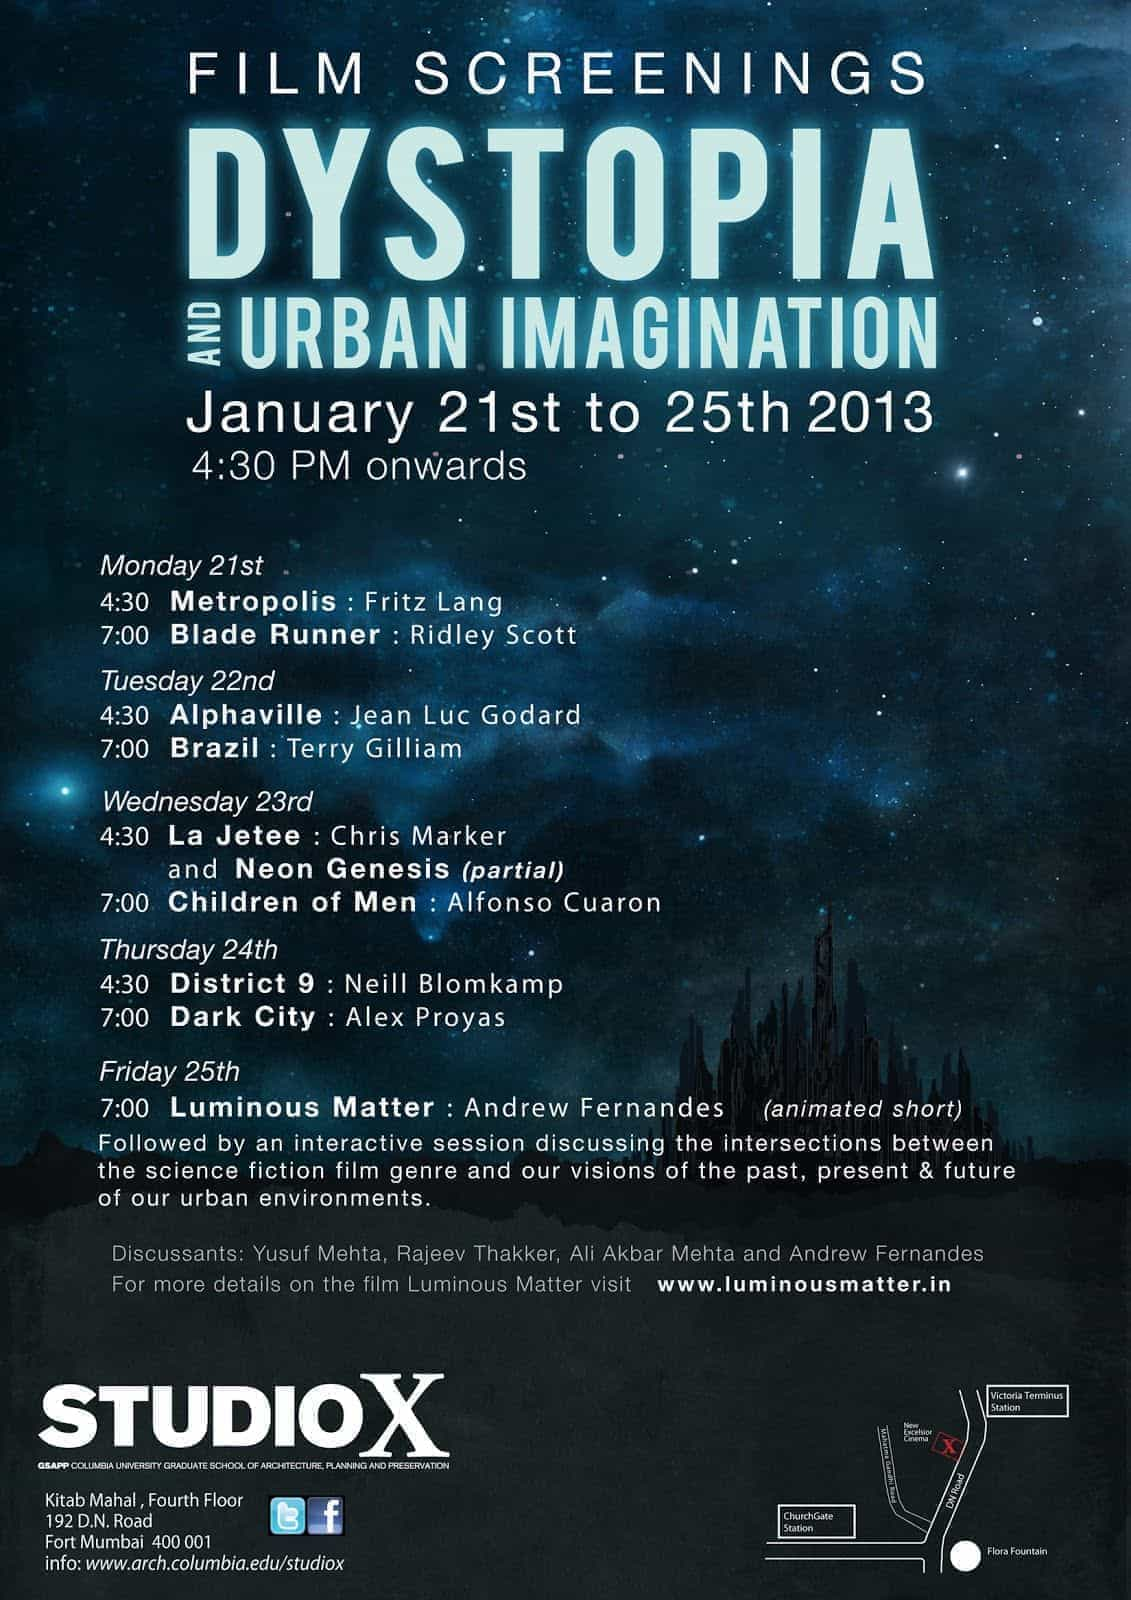 FILM SCREENINGS
DYSTOPIA
AND URBAN IMAGINATION
January 21st to 25th 2013
4:30 PM onwards
Monday 21st
4:30 Metropolis : Fritz Lang
7:00 Blade Runner : Ridley Scott
Tuesday 22nd
4:30 Alphaville : Jean Luc Godard
7:00 Brazil : Terry Gilliam
Wednesday 23rd
4:30 La Jetee : Chris Marker
and Neon Genesis (partial)
7:00 Children of Men : Alfonso Cuaron
Thursday 24th
4:30 District 9 : Neill Blomkamp
7:00 Dark City : Alex Proyas
Friday 25th
7:00 Luminous Matter : Andrew Fernandes (animated short)
Followed by an interactive session discussing the intersections between
the science fiction film genre and our visions of the past, present & future
of our urban environments.
Discussants: Yusuf Mehta, Rajeev Thakker, Ali Akbar Mehta and Andrew Fernandes
For more details on the film Luminous Matter visit www.luminousmatter.in
STUDIOX
GSAPP COLUMBIA UNIVERSITY GRADUATE SCHOOL OF ARCHITECTURE, PLANNING AND PRESERVATION
Kitab Mahal , Fourth Floor
192 D.N. Road
Fort Mumbai 400 001
info: www.arch.columbia.edu/studiox
t f
Victoria Terminus
Station
New
Excelsior
Cinema
X
Mahatma Gandhi Road
DN Road
ChurchGate
Station
Flora Fountain